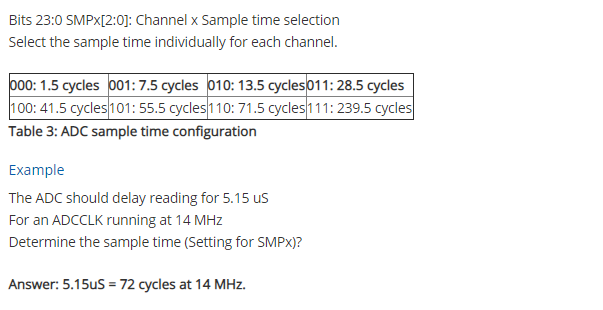 Bits 23:0 SMPx[2:0]: Channel x Sample time selection
Select the sample time individually for each channel.
000: 1.5 cycles 001: 7.5 cycles 010: 13.5 cycles 011: 28.5 cycles
100: 41.5 cycles 101: 55.5 cycles 110: 71.5 cycles 111: 239.5 cycles
Table 3: ADC sample time configuration
Example
The ADC should delay reading for 5.15 uS
For an ADCCLK running at 14 MHz
Determine the sample time (Setting for SMPx)?
Answer: 5.15uS = 72 cycles at 14 MHz.